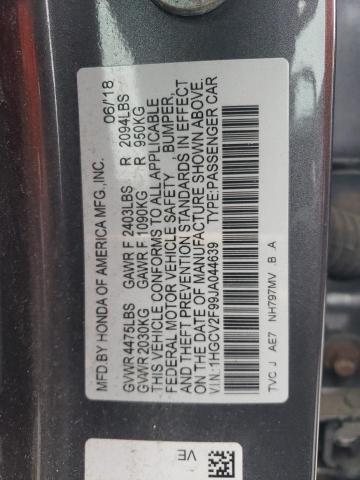 MFD.BY HONDA OF AMERICA MFG.,INC. 06/'18
GVWR 4475LBS GAWR F 2403LBS R 2094LBS
GVWR 2030KG GAWR F 1090KG R 950KG
THIS VEHICLE CONFORMS TO ALL APPLICABLE
FEDERAL MOTOR VEHICLE SAFETY BUMPER,
AND THEFT PREVENTION STANDARDS IN EFFECT
ON THE DATE OF MANUFACTURE SHOWN ABOVE.
V.I.N:1HGCV2F99JA044639 TYPE:PASSENGER CAR
TVC J AE7 NH797MV B A
VE